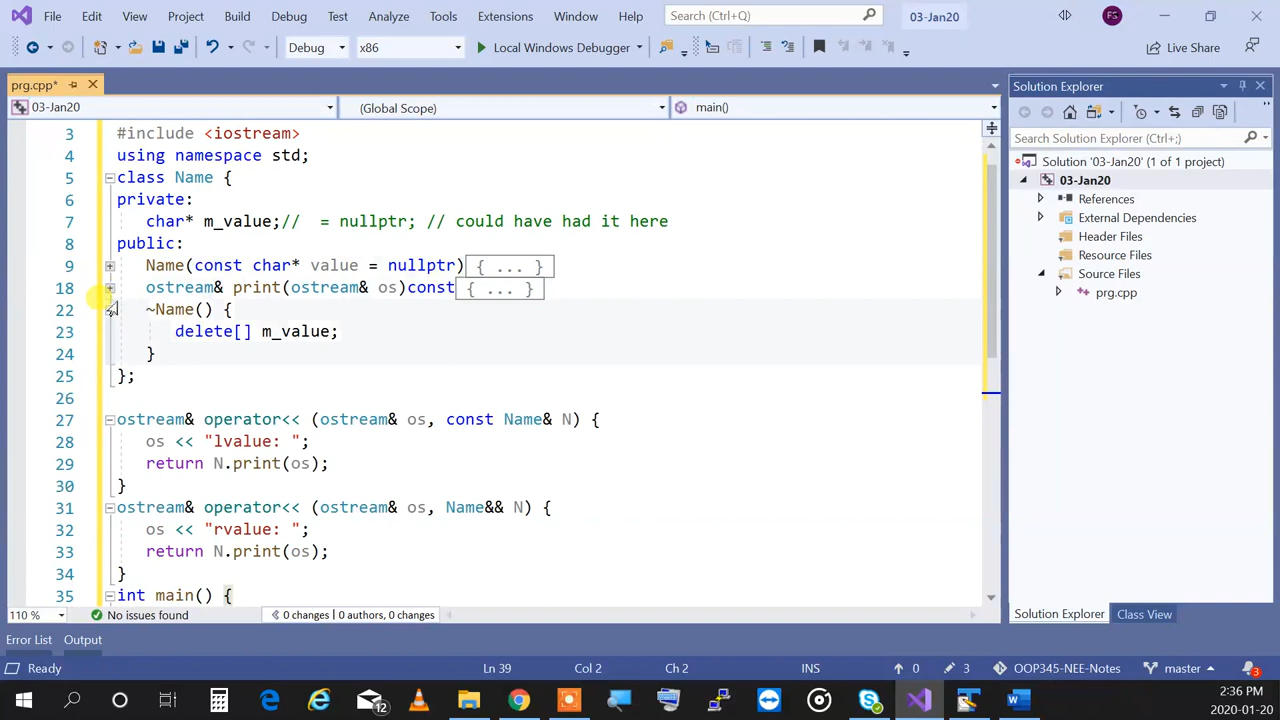 File Edit View Project Build Debug Test Analyze Tools Extensions Window Help Search (Ctrl+Q) 03-Jan20 FS
Debug x86 Local Windows Debugger Live Share
prg.cpp* Solution Explorer
03-Jan20 (Global Scope) main()
Search Solution Explorer (Ctrl+;)
3 #include <iostream>
4 using namespace std;
5 class Name {
6 private:
7 char* m_value;//  = nullptr; // could have had it here
8 public:
9 Name(const char* value = nullptr){ ... }
18 ostream& print(ostream& os)const{ ... }
22 ~Name() {
23 delete[] m_value;
24 }
25 };
26
27 ostream& operator<< (ostream& os, const Name& N) {
28 os << "lvalue: ";
29 return N.print(os);
30 }
31 ostream& operator<< (ostream& os, Name&& N) {
32 os << "rvalue: ";
33 return N.print(os);
34 }
35 int main() {
Solution '03-Jan20' (1 of 1 project)
03-Jan20
References
External Dependencies
Header Files
Resource Files
Source Files
prg.cpp
110 % No issues found 0 changes | 0 authors, 0 changes
Solution Explorer Class View
Error List Output
Ready Ln 39 Col 2 Ch 2 INS 0 3 OOP345-NEE-Notes master 3
12
2:36 PM
2020-01-20